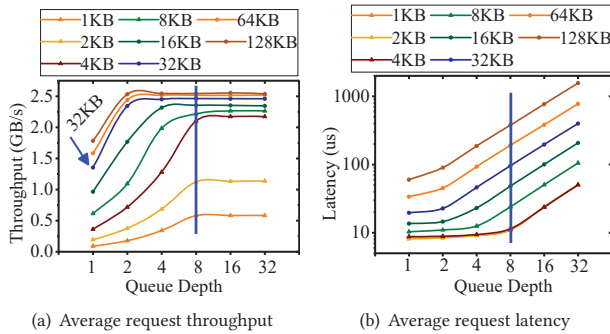 1KB 8KB 64KB
2KB 16KB 128KB
4KB 32KB
Throughput (GB/s)
2.5
2.0
1.5
1.0
0.5
0.0
32KB
1 2 4 8 16 32
Queue Depth
(a) Average request throughput
1KB 8KB 64KB
2KB 16KB 128KB
4KB 32KB
Latency (us)
1000
100
10
1 2 4 8 16 32
Queue Depth
(b) Average request latency